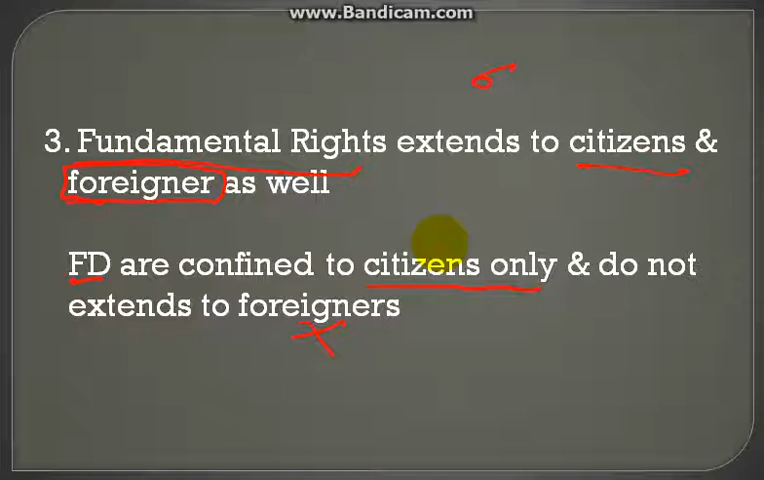 www.Bandicam.com
3. Fundamental Rights extends to citizens &
foreigner as well
FD are confined to citizens only & do not
extends to foreigners